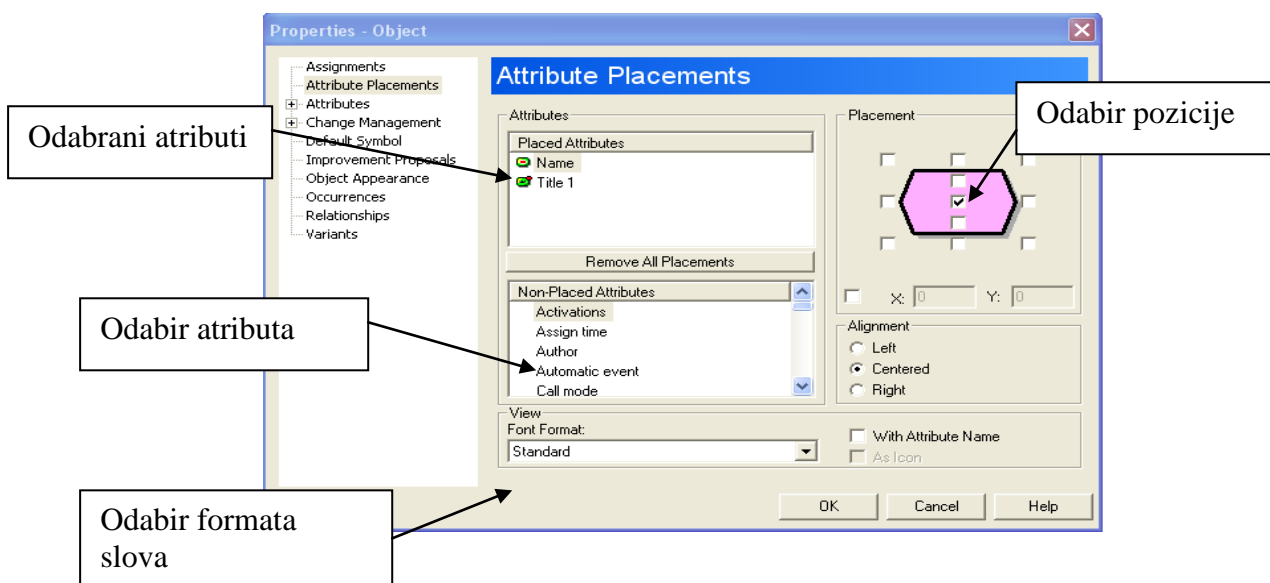 Properties - Object
Assignments
Attribute Placements
Attributes
Change Management
Default Symbol
Improvement Proposals
Object Appearance
Occurrences
Relationships
Variants
Attribute Placements
Attributes
Placed Attributes
Name
Title 1
Remove All Placements
Non-Placed Attributes
Activations
Assign time
Author
Automatic event
Call mode
Placement
X: 0 Y: 0
Alignment
Left
Centered
Right
View
Font Format:
Standard
With Attribute Name
As Icon
OK Cancel Help
Odabrani atributi
Odabir pozicije
Odabir atributa
Odabir formata
slova